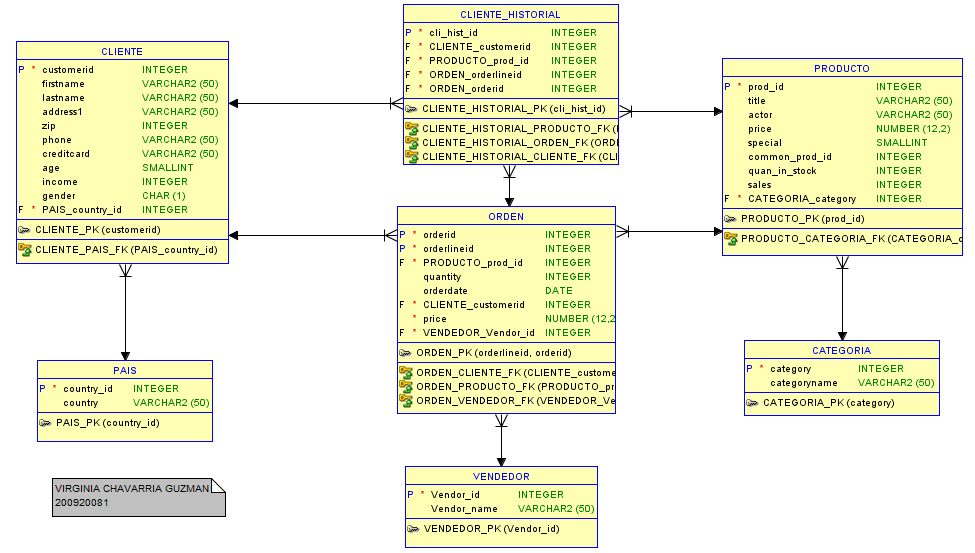 CLIENTE_HISTORIAL
P * cli_hist_id INTEGER
F * CLIENTE_customerid INTEGER
F * PRODUCTO_prod_id INTEGER
F * ORDEN_orderlineid INTEGER
F * ORDEN_orderid INTEGER
CLIENTE_HISTORIAL_PK (cli_hist_id)
CLIENTE_HISTORIAL_PRODUCTO_FK (
CLIENTE_HISTORIAL_ORDEN_FK (ORD
CLIENTE_HISTORIAL_CLIENTE_FK (CLI
CLIENTE
P * customerid INTEGER
firstname VARCHAR2 (50)
lastname VARCHAR2 (50)
address1 VARCHAR2 (50)
zip INTEGER
phone VARCHAR2 (50)
creditcard VARCHAR2 (50)
age SMALLINT
income INTEGER
gender CHAR (1)
F * PAIS_country_id INTEGER
CLIENTE_PK (customerid)
CLIENTE_PAIS_FK (PAIS_country_id)
PRODUCTO
P * prod_id INTEGER
title VARCHAR2 (50)
actor VARCHAR2 (50)
price NUMBER (12,2)
special SMALLINT
common_prod_id INTEGER
quan_in_stock INTEGER
sales INTEGER
F * CATEGORIA_category INTEGER
PRODUCTO_PK (prod_id)
PRODUCTO_CATEGORIA_FK (CATEGORIA_c
ORDEN
P * orderid INTEGER
P * orderlineid INTEGER
F * PRODUCTO_prod_id INTEGER
quantity INTEGER
orderdate DATE
F * CLIENTE_customerid INTEGER
* price NUMBER (12,2
F * VENDEDOR_Vendor_id INTEGER
ORDEN_PK (orderlineid, orderid)
ORDEN_CLIENTE_FK (CLIENTE_custome
ORDEN_PRODUCTO_FK (PRODUCTO_pr
ORDEN_VENDEDOR_FK (VENDEDOR_Ve
PAIS
P * country_id INTEGER
country VARCHAR2 (50)
PAIS_PK (country_id)
CATEGORIA
P * category INTEGER
categoryname VARCHAR2 (50)
CATEGORIA_PK (category)
VENDEDOR
P * Vendor_id INTEGER
Vendor_name VARCHAR2 (50)
VENDEDOR_PK (Vendor_id)
VIRGINIA CHAVARRIA GUZMAN
200920081